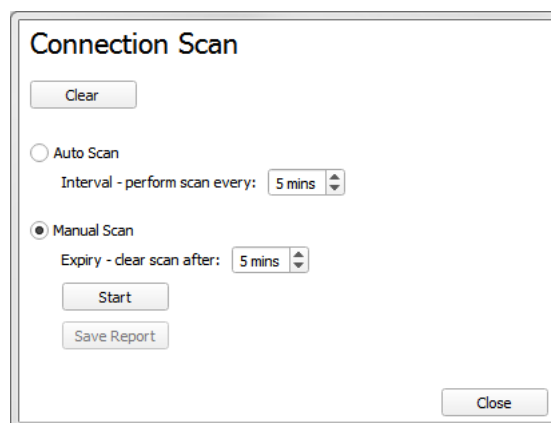 Connection Scan
Clear
Auto Scan
Interval - perform scan every: 5 mins
Manual Scan
Expiry - clear scan after: 5 mins
Start
Save Report
Close